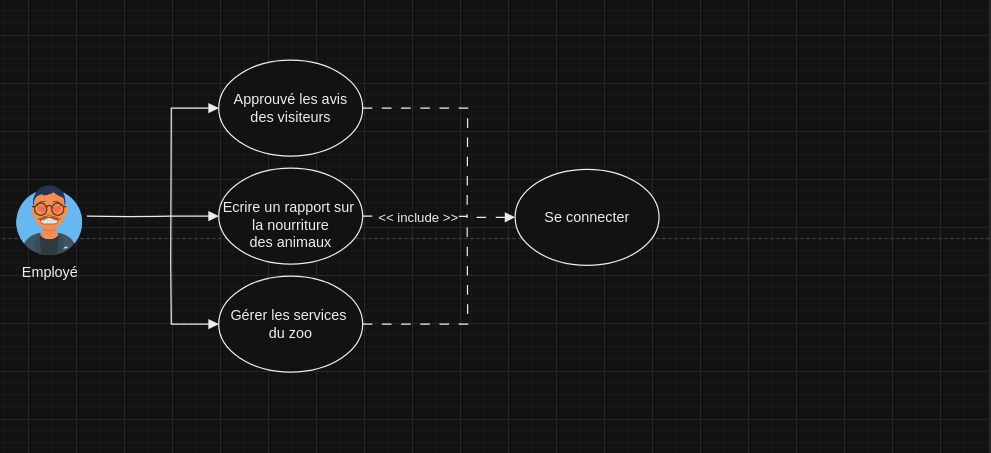 Approuvé les avis
des visiteurs
Ecrire un rapport sur
la nourriture
des animaux
<< include >>
Se connecter
Employé
Gérer les services
du zoo